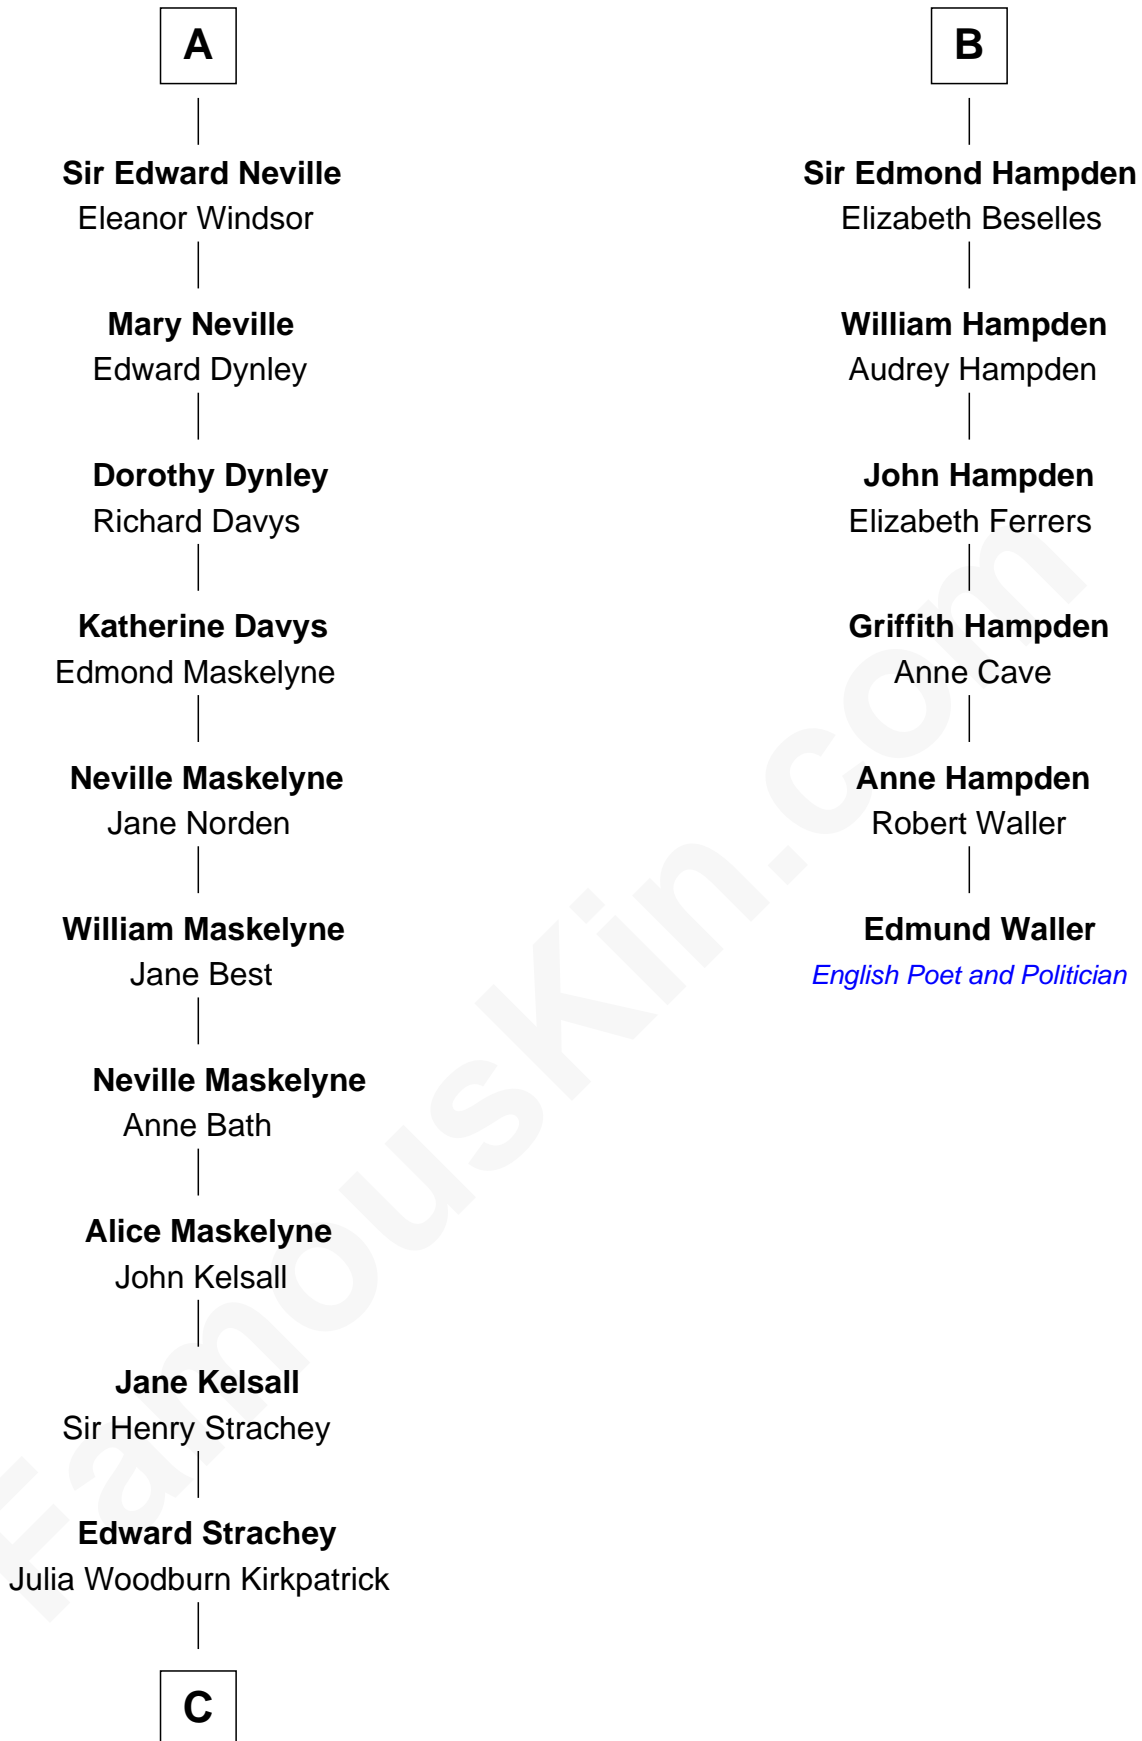 A
Sir Edward Neville
Eleanor Windsor
Mary Neville
Edward Dynley
Dorothy Dynley
Richard Davys
Katherine Davys
Edmond Maskelyne
Neville Maskelyne
Jane Norden
William Maskelyne
Jane Best
Neville Maskelyne
Anne Bath
Alice Maskelyne
John Kelsall
Jane Kelsall
Sir Henry Strachey
Edward Strachey
Julia Woodburn Kirkpatrick
C
B
Sir Edmond Hampden
Elizabeth Beselles
William Hampden
Audrey Hampden
John Hampden
Elizabeth Ferrers
Griffith Hampden
Anne Cave
Anne Hampden
Robert Waller
Edmund Waller
English Poet and Politician
FamousKin.com